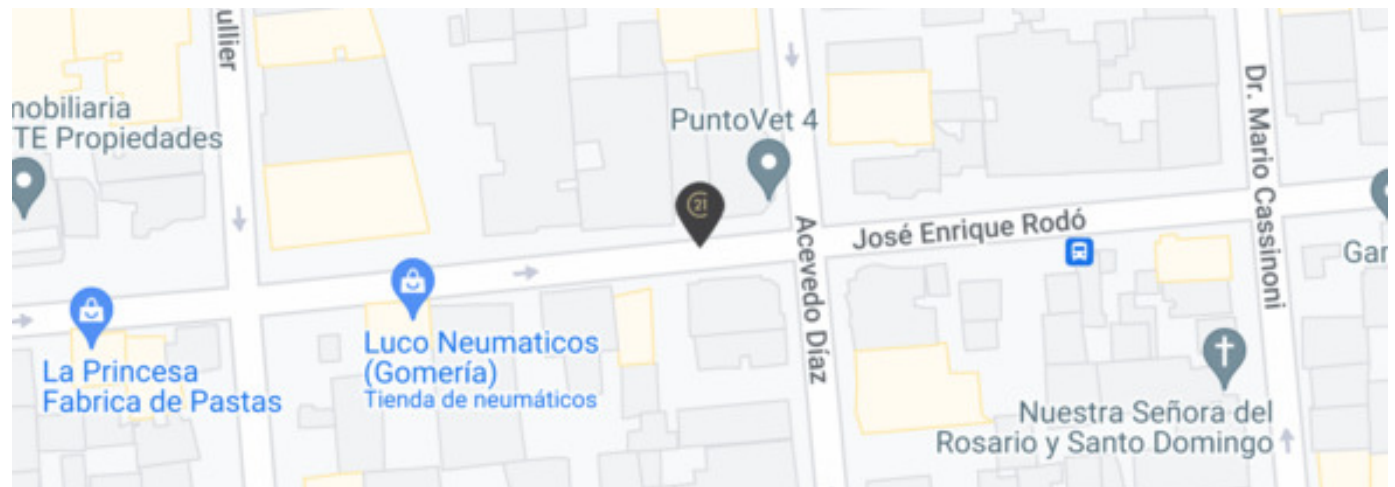 ullier
nobiliaria
TE Propiedades
PuntoVet 4
Dr. Mario Cassinoni
21
José Enrique Rodó
Acevedo Díaz
Gar
Luco Neumaticos
(Gomería)
Tienda de neumáticos
La Princesa
Fabrica de Pastas
Nuestra Señora del
Rosario y Santo Domingo